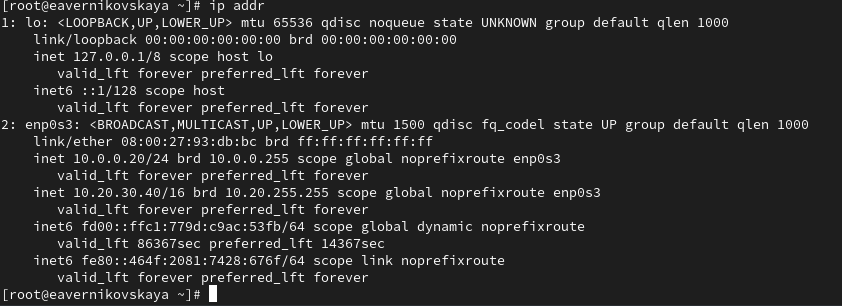 [root@eavernikovskaya ~]# ip addr
1: lo: <LOOPBACK,UP,LOWER_UP> mtu 65536 qdisc noqueue state UNKNOWN group default qlen 1000
    link/loopback 00:00:00:00:00:00 brd 00:00:00:00:00:00
    inet 127.0.0.1/8 scope host lo
       valid_lft forever preferred_lft forever
    inet6 ::1/128 scope host
       valid_lft forever preferred_lft forever
2: enp0s3: <BROADCAST,MULTICAST,UP,LOWER_UP> mtu 1500 qdisc fq_codel state UP group default qlen 1000
    link/ether 08:00:27:93:db:bc brd ff:ff:ff:ff:ff:ff
    inet 10.0.0.20/24 brd 10.0.0.255 scope global noprefixroute enp0s3
       valid_lft forever preferred_lft forever
    inet 10.20.30.40/16 brd 10.20.255.255 scope global noprefixroute enp0s3
       valid_lft forever preferred_lft forever
    inet6 fd00::ffc1:779d:c9ac:53fb/64 scope global dynamic noprefixroute
       valid_lft 86367sec preferred_lft 14367sec
    inet6 fe80::464f:2081:7428:676f/64 scope link noprefixroute
       valid_lft forever preferred_lft forever
[root@eavernikovskaya ~]#